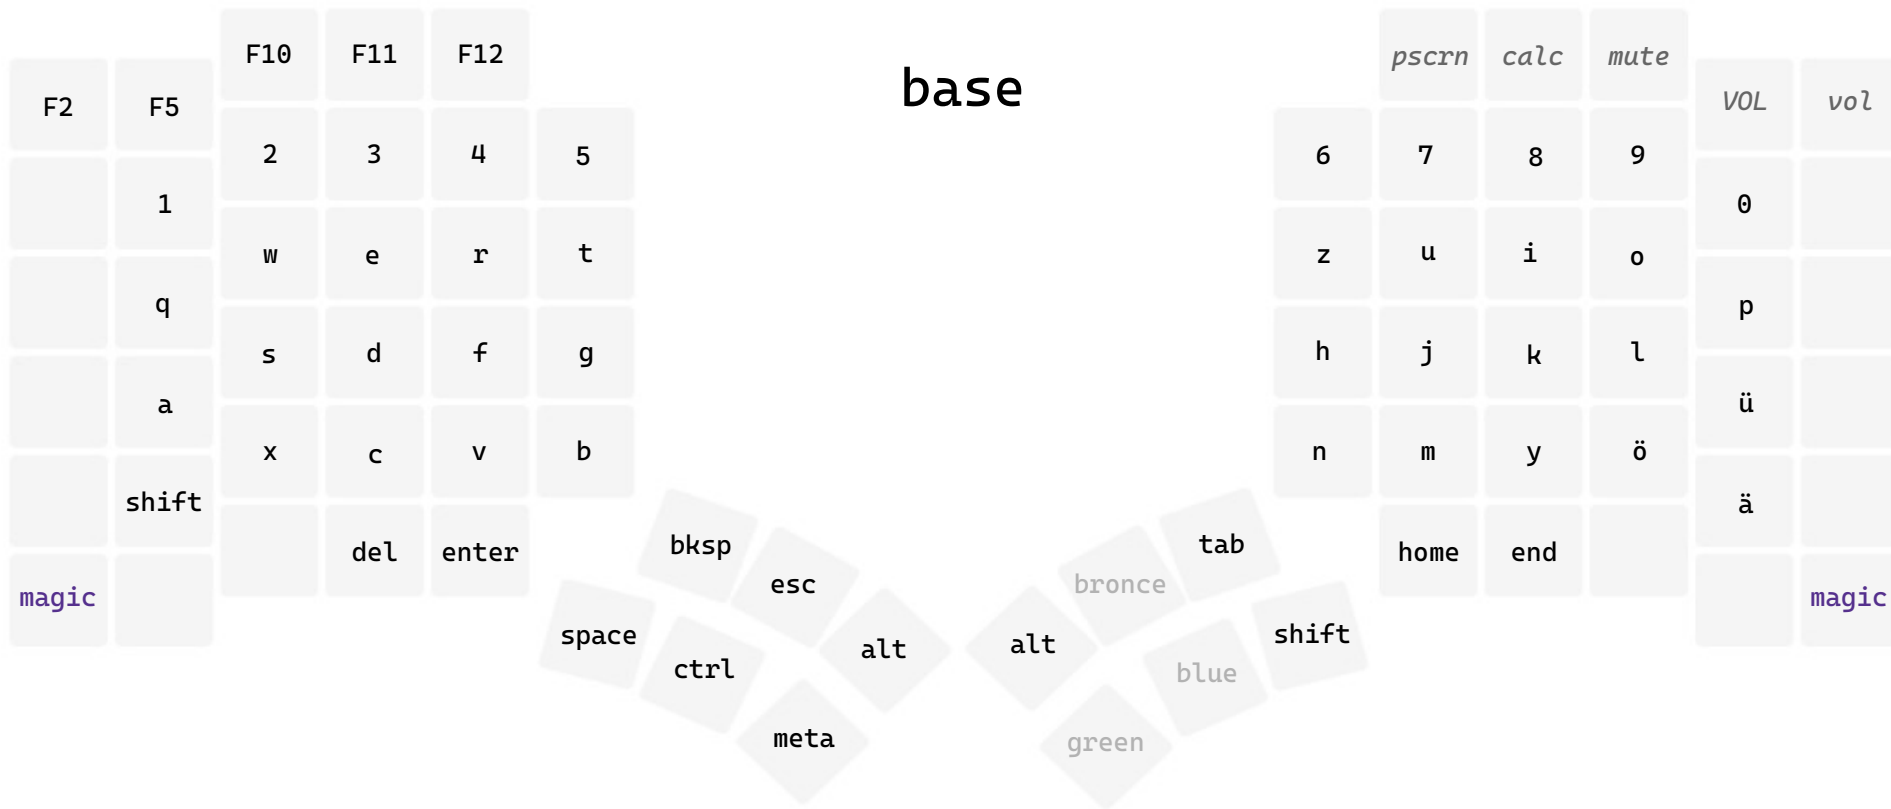 base
F10 F11 F12
F2 F5
2 3 4 5
1
w e r t
q
s d f g
a
x c v b
shift
del enter
magic
bksp
esc
alt
space
ctrl
meta
pscrn calc mute
VOL vol
6 7 8 9
0
z u i o
p
h j k l
ü
n m y ö
ä
home end
magic
tab
bronce
alt
shift
blue
green